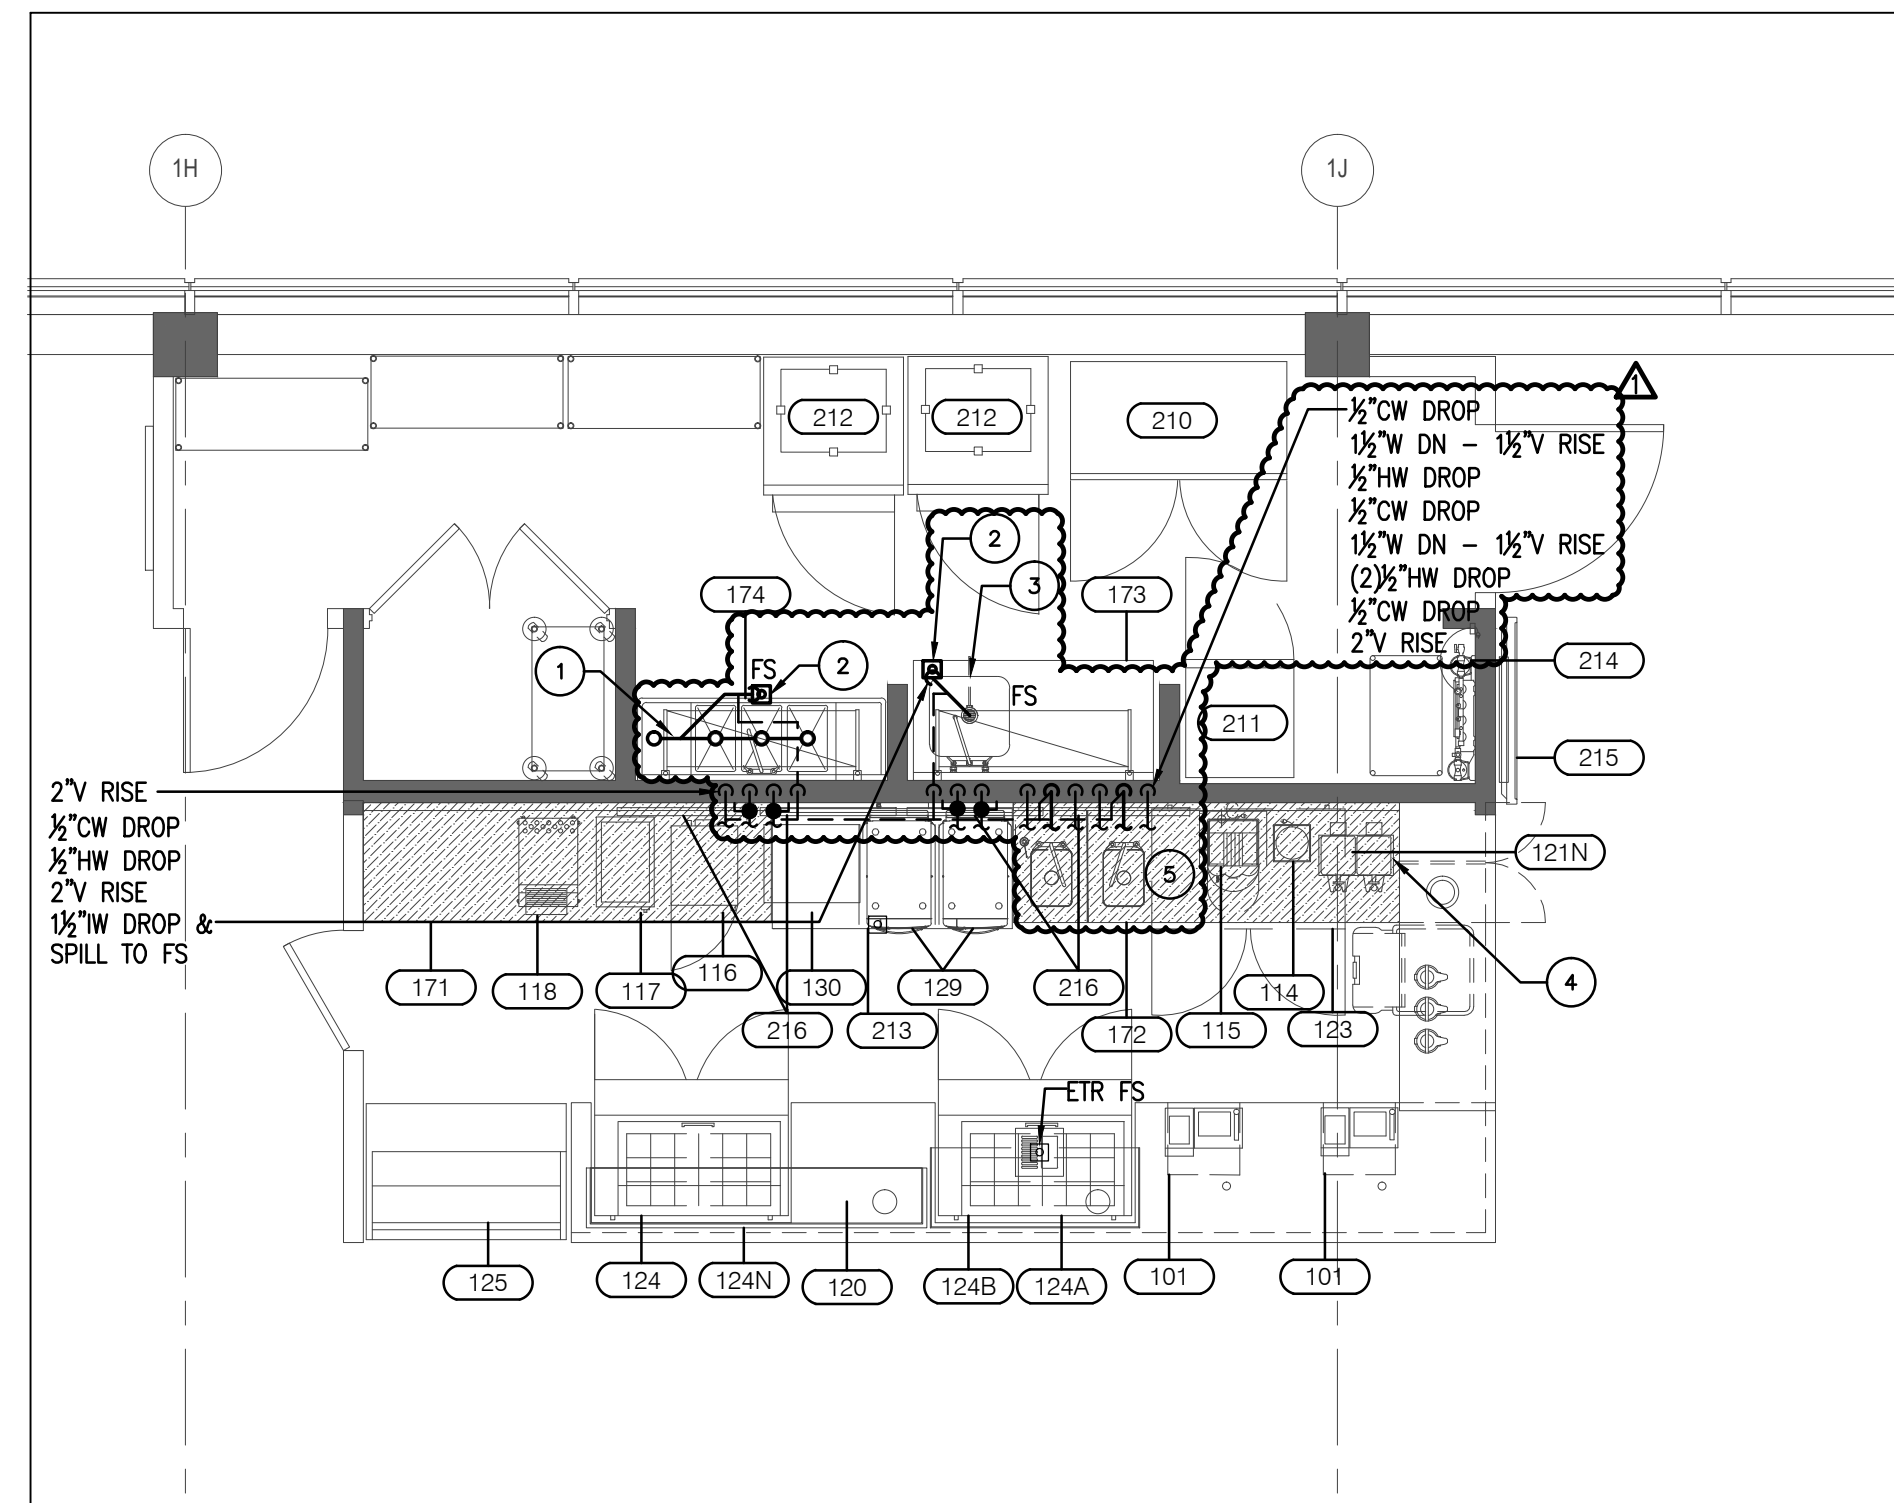 1H
1J
1
212
212
210
½"CW DROP
1½"W DN – 1½"V RISE
½"HW DROP
½"CW DROP
1½"W DN – 1½"V RISE
(2)½"HW DROP
½"CW DROP
2"V RISE
2
3
174
173
1
FS
2
FS
214
211
215
2"V RISE
½"CW DROP
½"HW DROP
2"V RISE
1½"IW DROP &
SPILL TO FS
121N
5
171
118
117
116
130
129
216
114
4
216
213
172
115
123
ETR FS
125
124
124N
120
124B
124A
101
101